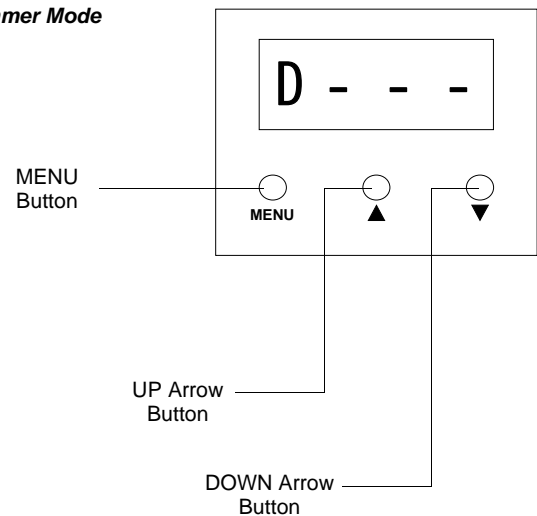 mer Mode
D - - -
MENU
Button
MENU
▲
▼
UP Arrow
Button
DOWN Arrow
Button